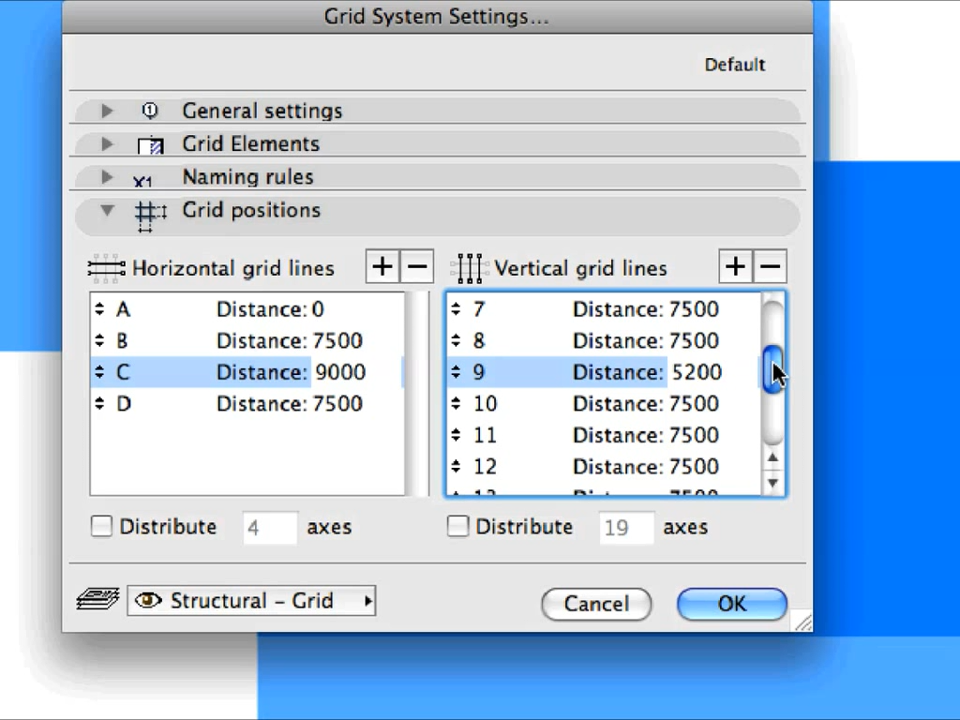 Grid System Settings...
Default
General settings
Grid Elements
Naming rules
Grid positions
Horizontal grid lines + −
A Distance: 0
B Distance: 7500
C Distance: 9000
D Distance: 7500
Distribute 4 axes
Vertical grid lines + −
7 Distance: 7500
8 Distance: 7500
9 Distance: 5200
10 Distance: 7500
11 Distance: 7500
12 Distance: 7500
Distribute 19 axes
Structural – Grid
Cancel OK